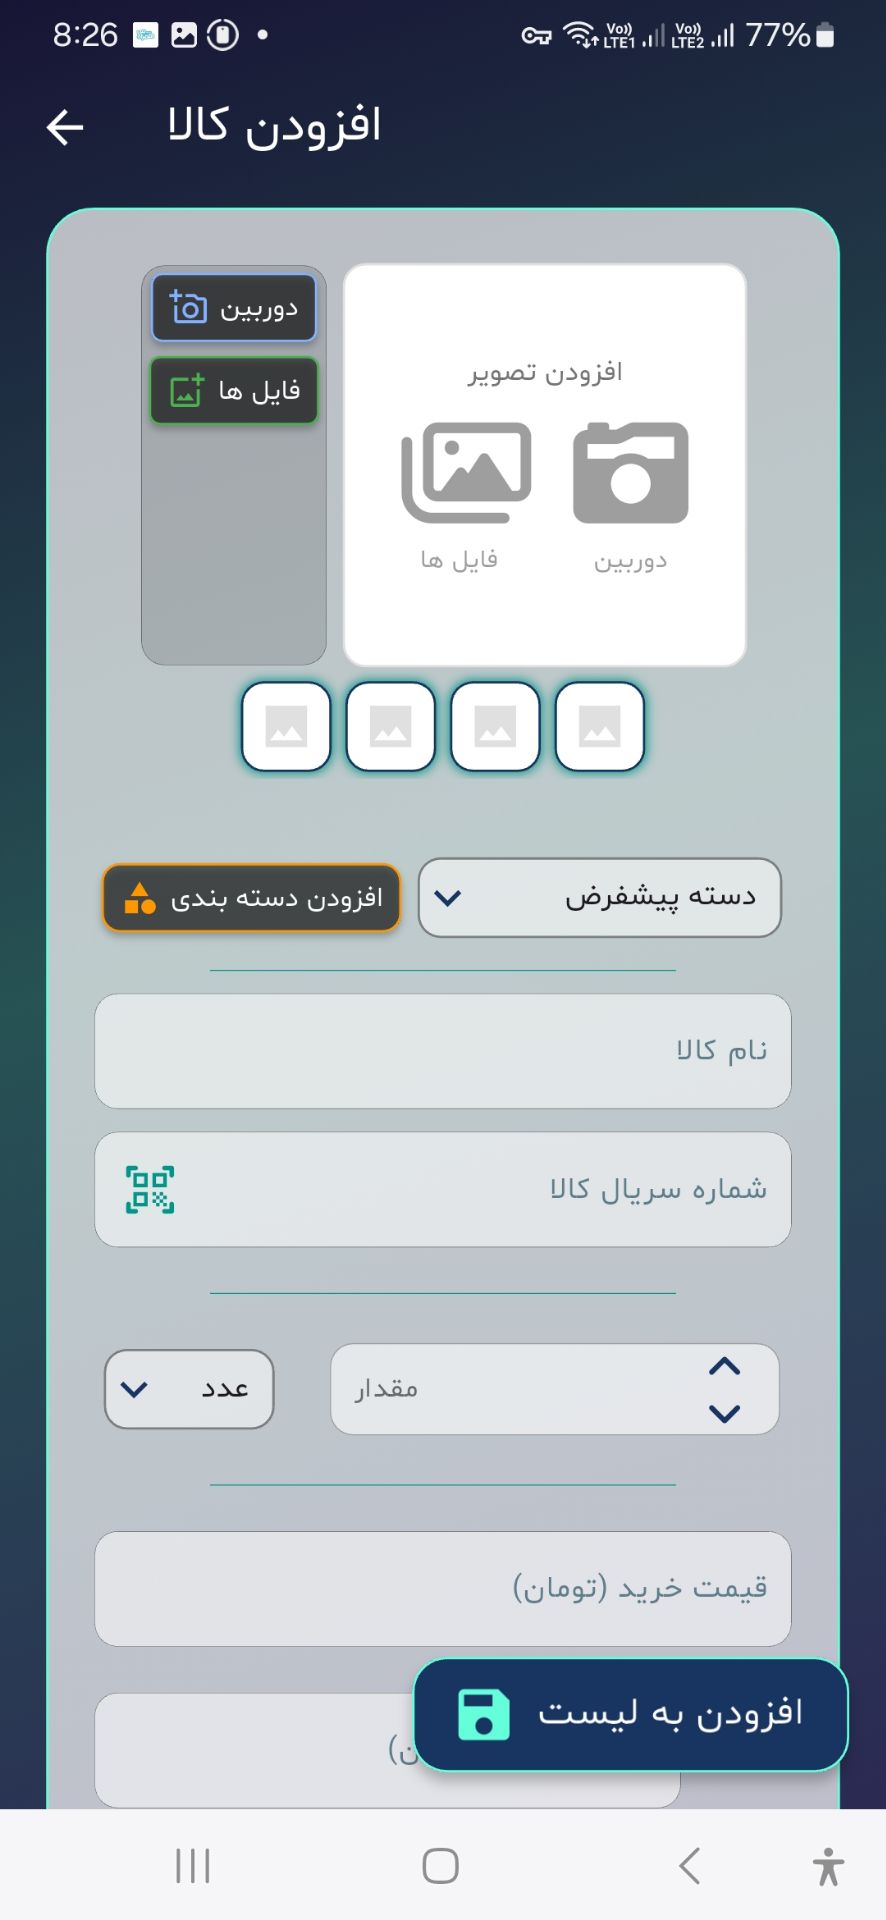 8:26
Vo)) LTE1 Vo)) LTE2 77%
افزودن کالا
دوربین
فایل ها
افزودن تصویر
دوربین
فایل ها
دسته پیشفرض
افزودن دسته بندی
نام کالا
شماره سریال کالا
مقدار
عدد
قیمت خرید (تومان)
افزودن به لیست